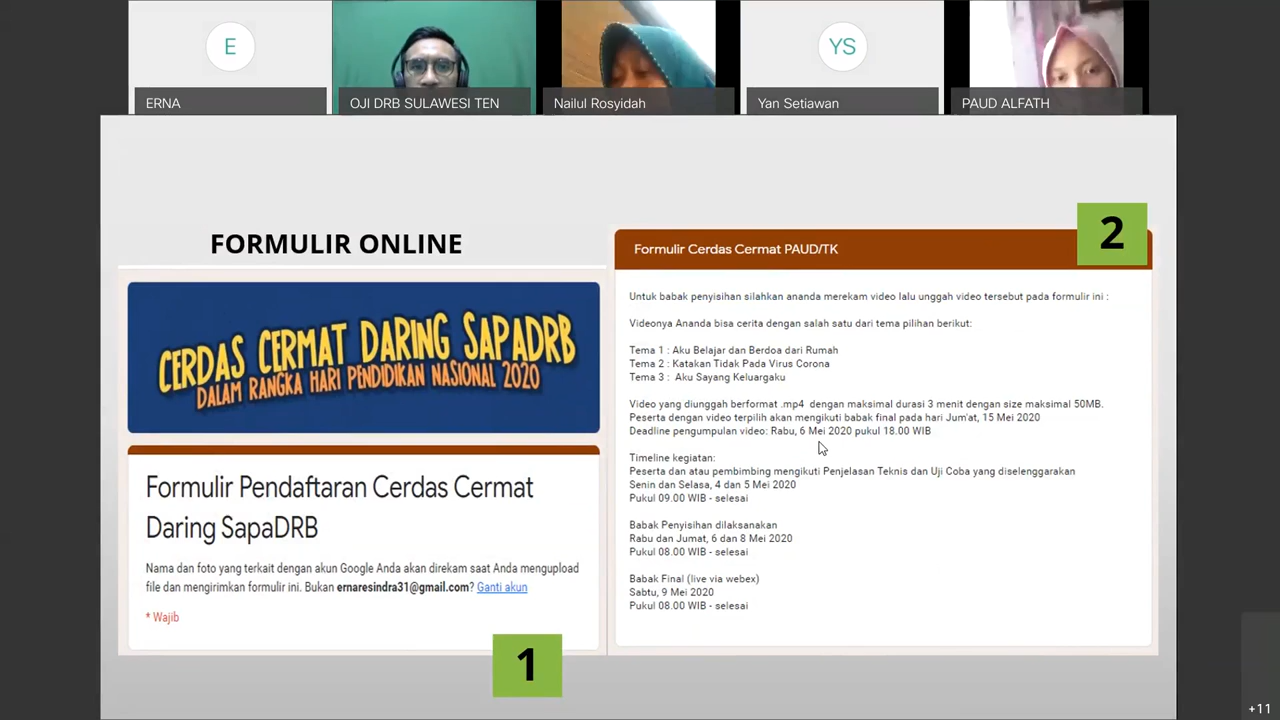 E
YS
ERNA
OJI DRB SULAWESI TEN
Nailul Rosyidah
Yan Setiawan
PAUD ALFATH
FORMULIR ONLINE
CERDAS CERMAT DARING SAPADRB
DALAM RANGKA HARI PENDIDIKAN NASIONAL 2020
Formulir Pendaftaran Cerdas Cermat
Daring SapaDRB
Nama dan foto yang terkait dengan akun Google Anda akan direkam saat Anda mengupload
file dan mengirimkan formulir ini. Bukan ernaresindra31@gmail.com? Ganti akun
* Wajib
1
2
Formulir Cerdas Cermat PAUD/TK
Untuk babak penyisihan silahkan ananda merekam video lalu unggah video tersebut pada formulir ini :
Videonya Ananda bisa cerita dengan salah satu dari tema pilihan berikut:
Tema 1 : Aku Belajar dan Berdoa dari Rumah
Tema 2 : Katakan Tidak Pada Virus Corona
Tema 3 : Aku Sayang Keluargaku
Video yang diunggah berformat .mp4 dengan maksimal durasi 3 menit dengan size maksimal 50MB.
Peserta dengan video terpilih akan mengikuti babak final pada hari Jum'at, 15 Mei 2020
Deadline pengumpulan video: Rabu, 6 Mei 2020 pukul 18.00 WIB
Timeline kegiatan:
Peserta dan atau pembimbing mengikuti Penjelasan Teknis dan Uji Coba yang diselenggarakan
Senin dan Selasa, 4 dan 5 Mei 2020
Pukul 09.00 WIB - selesai
Babak Penyisihan dilaksanakan
Rabu dan Jumat, 6 dan 8 Mei 2020
Pukul 08.00 WIB - selesai
Babak Final (live via webex)
Sabtu, 9 Mei 2020
Pukul 08.00 WIB - selesai
+11